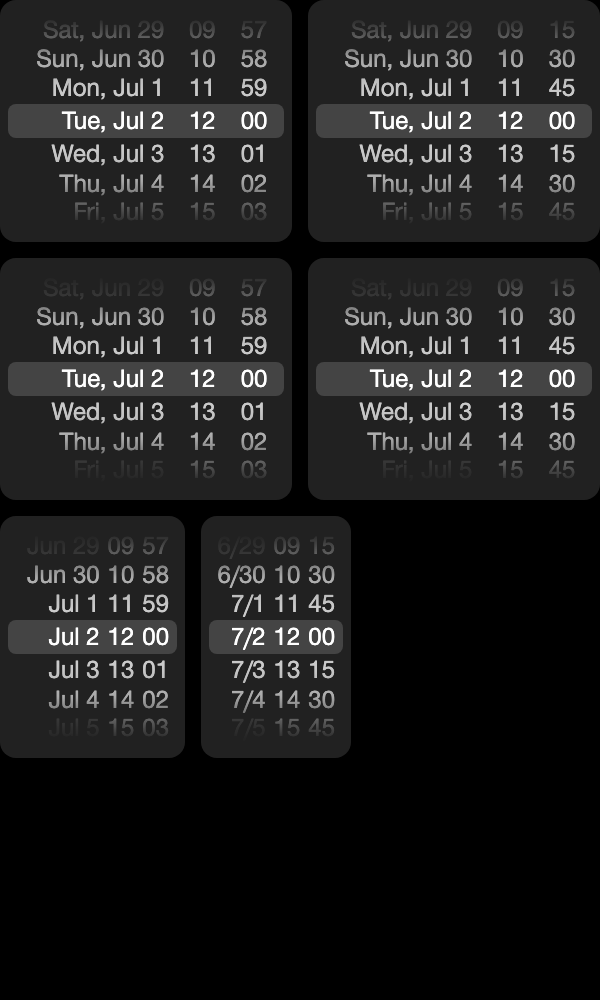 Sat, Jun 29 09 57
Sun, Jun 30 10 58
Mon, Jul 1 11 59
Tue, Jul 2 12 00
Wed, Jul 3 13 01
Thu, Jul 4 14 02
Fri, Jul 5 15 03
Sat, Jun 29 09 15
Sun, Jun 30 10 30
Mon, Jul 1 11 45
Tue, Jul 2 12 00
Wed, Jul 3 13 15
Thu, Jul 4 14 30
Fri, Jul 5 15 45
Sat, Jun 29 09 57
Sun, Jun 30 10 58
Mon, Jul 1 11 59
Tue, Jul 2 12 00
Wed, Jul 3 13 01
Thu, Jul 4 14 02
Fri, Jul 5 15 03
Sat, Jun 29 09 15
Sun, Jun 30 10 30
Mon, Jul 1 11 45
Tue, Jul 2 12 00
Wed, Jul 3 13 15
Thu, Jul 4 14 30
Fri, Jul 5 15 45
Jun 29 09 57
Jun 30 10 58
Jul 1 11 59
Jul 2 12 00
Jul 3 13 01
Jul 4 14 02
Jul 5 15 03
6/29 09 15
6/30 10 30
7/1 11 45
7/2 12 00
7/3 13 15
7/4 14 30
7/5 15 45